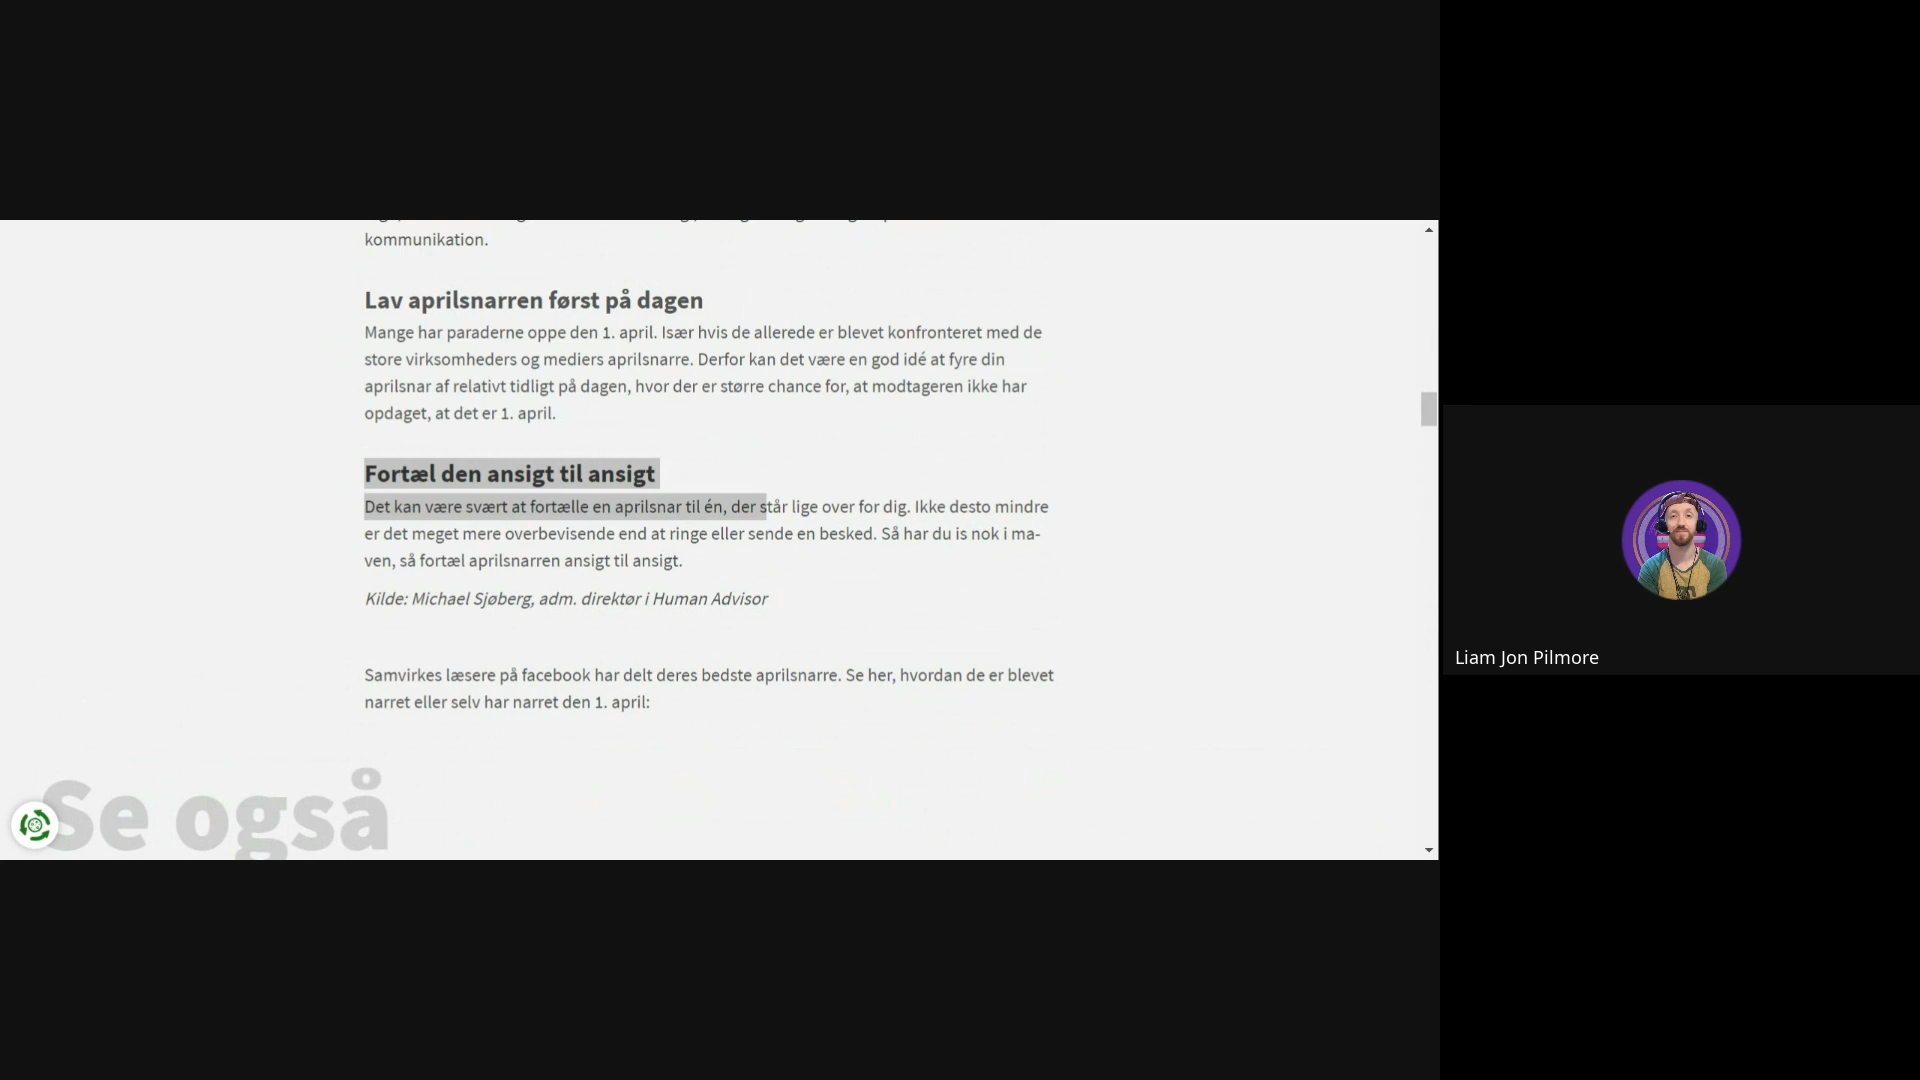 kommunikation.
Lav aprilsnarren først på dagen
Mange har paraderne oppe den 1. april. Især hvis de allerede er blevet konfronteret med de
store virksomheders og mediers aprilsnarre. Derfor kan det være en god idé at fyre din
aprilsnar af relativt tidligt på dagen, hvor der er større chance for, at modtageren ikke har
opdaget, at det er 1. april.
Fortæl den ansigt til ansigt
Det kan være svært at fortælle en aprilsnar til én, der står lige over for dig. Ikke desto mindre
er det meget mere overbevisende end at ringe eller sende en besked. Så har du is nok i ma-
ven, så fortæl aprilsnarren ansigt til ansigt.
Kilde: Michael Sjøberg, adm. direktør i Human Advisor
Samvirkes læsere på facebook har delt deres bedste aprilsnarre. Se her, hvordan de er blevet
narret eller selv har narret den 1. april:
Se også
Liam Jon Pilmore